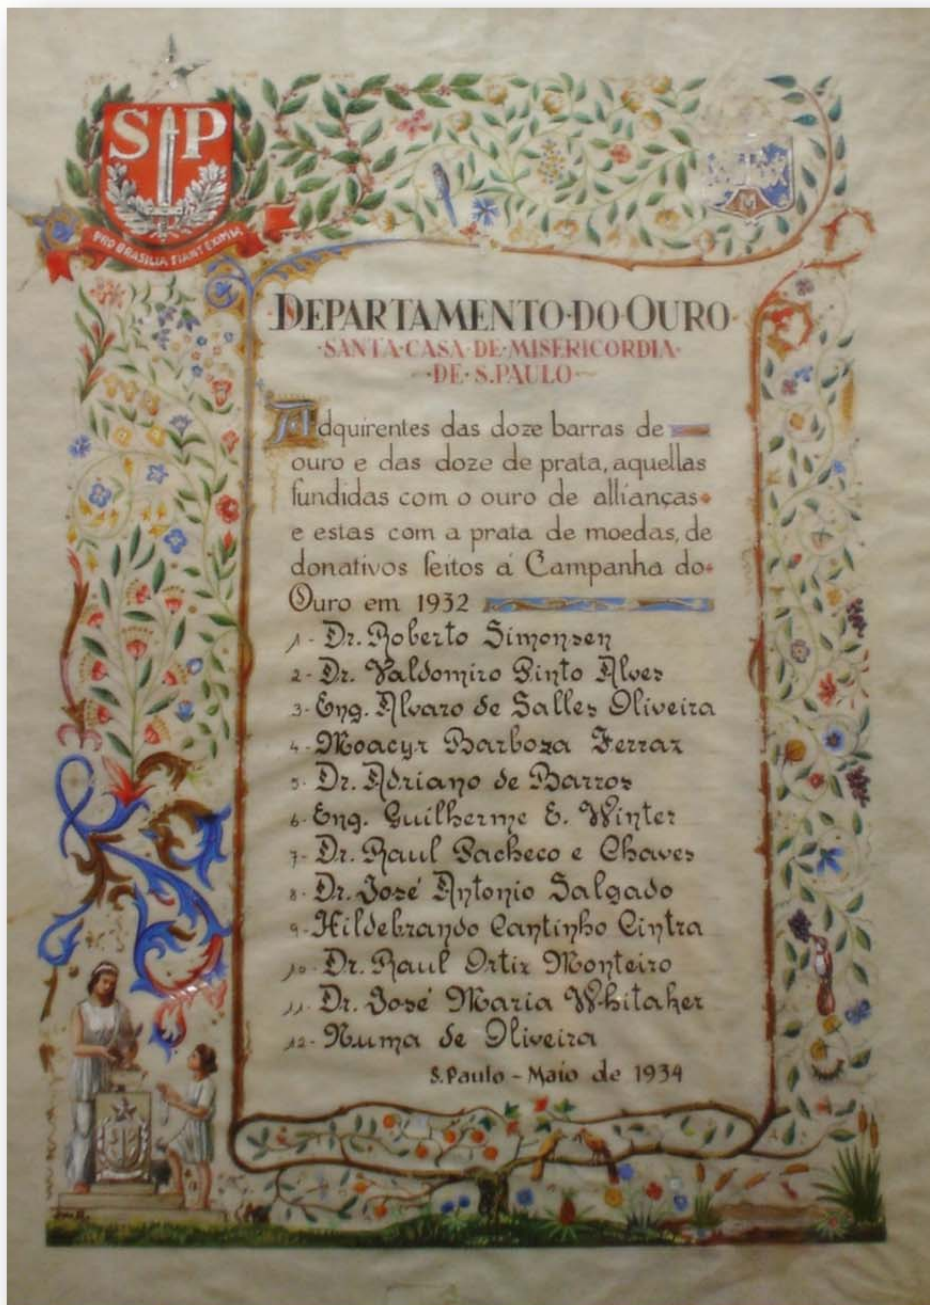 SP
PRO BRASILIA FIANT EXIMIA
DEPARTAMENTO·DO·OURO
·SANTA·CASA·DE·MISERICORDIA·
·DE·S.PAULO·
Adquirentes das doze barras de
ouro e das doze de prata, aquellas
fundidas com o ouro de allianças
e estas com a prata de moedas, de
donativos feitos á Campanha do
Ouro em 1932
1- Dr. Roberto Simonsen
2- Dr. Valdomiro Pinto Alves
3- Eng. Alvaro de Salles Oliveira
4- Moacyr Barboza Ferraz
5- Dr. Adriano de Barros
6- Eng. Guilherme E. Winter
7- Dr. Raul Pacheco e Chaves
8- Dr. José Antonio Salgado
9- Hildebrando Cantinho Cintra
10- Dr. Raul Ortiz Monteiro
11- Dr. José Maria Whitaker
12- Numa de Oliveira
S. Paulo - Maio de 1934